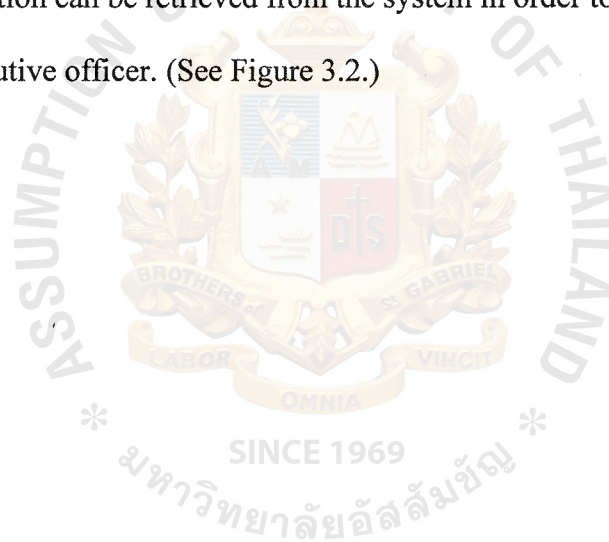 tion can be retrieved from the system in order to
utive officer. (See Figure 3.2.)
ASSUMPTION
OF
THAILAND
A M
D S
BROTHERS of
St GABRIEL
LABOR
VINCIT
OMNIA
SINCE 1969
มหาวิทยาลัยอัสสัมชัญ